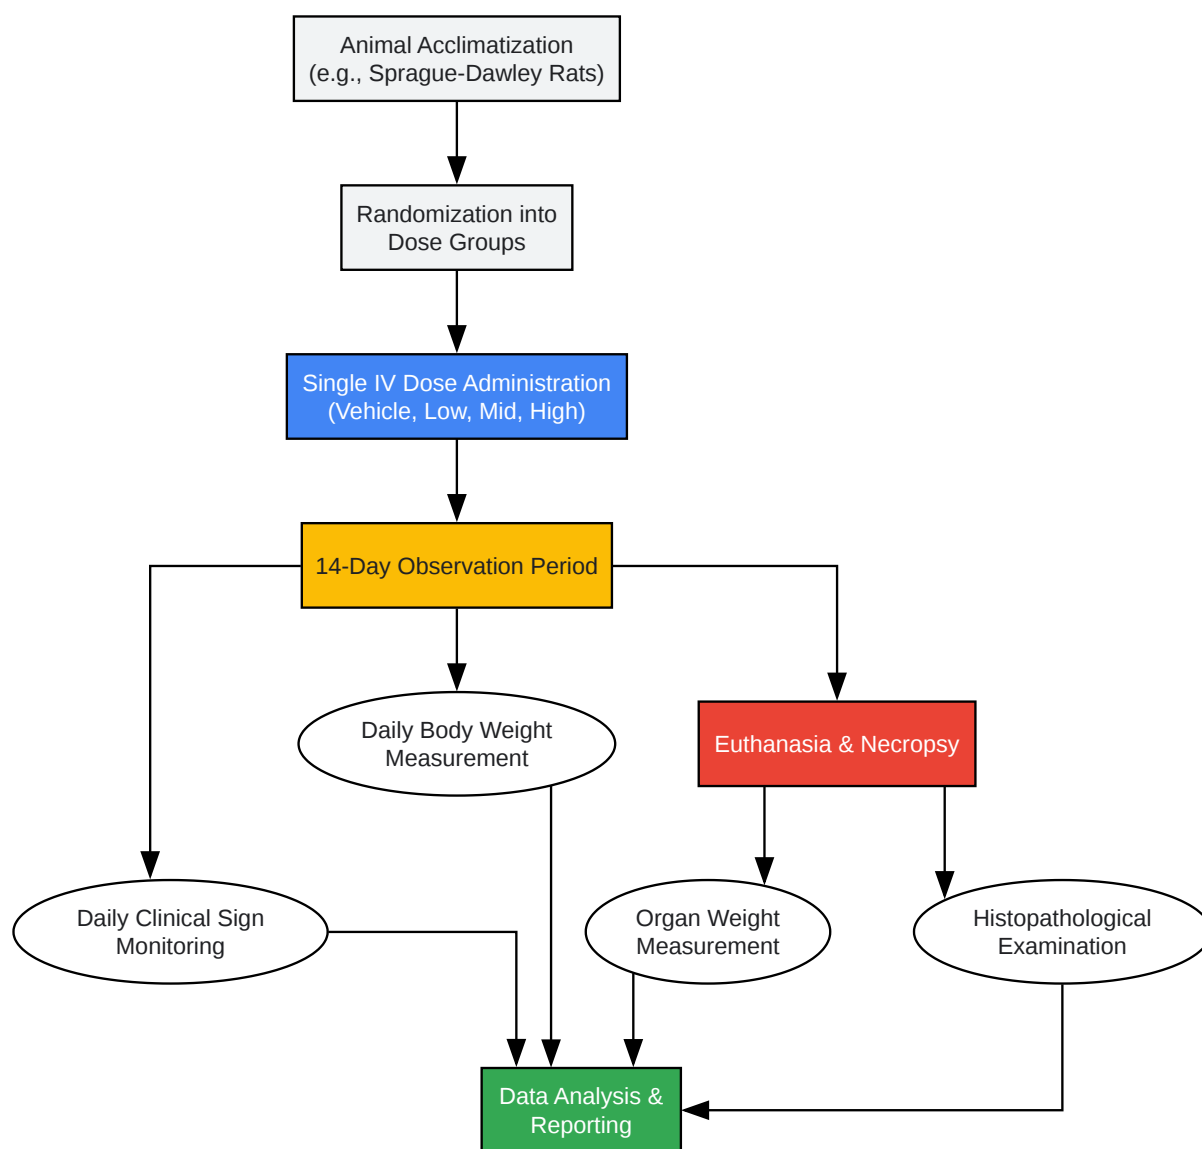 Animal Acclimatization
(e.g., Sprague-Dawley Rats)
Randomization into
Dose Groups
Single IV Dose Administration
(Vehicle, Low, Mid, High)
14-Day Observation Period
Daily Body Weight
Measurement
Euthanasia & Necropsy
Daily Clinical Sign
Monitoring
Organ Weight
Measurement
Histopathological
Examination
Data Analysis &
Reporting